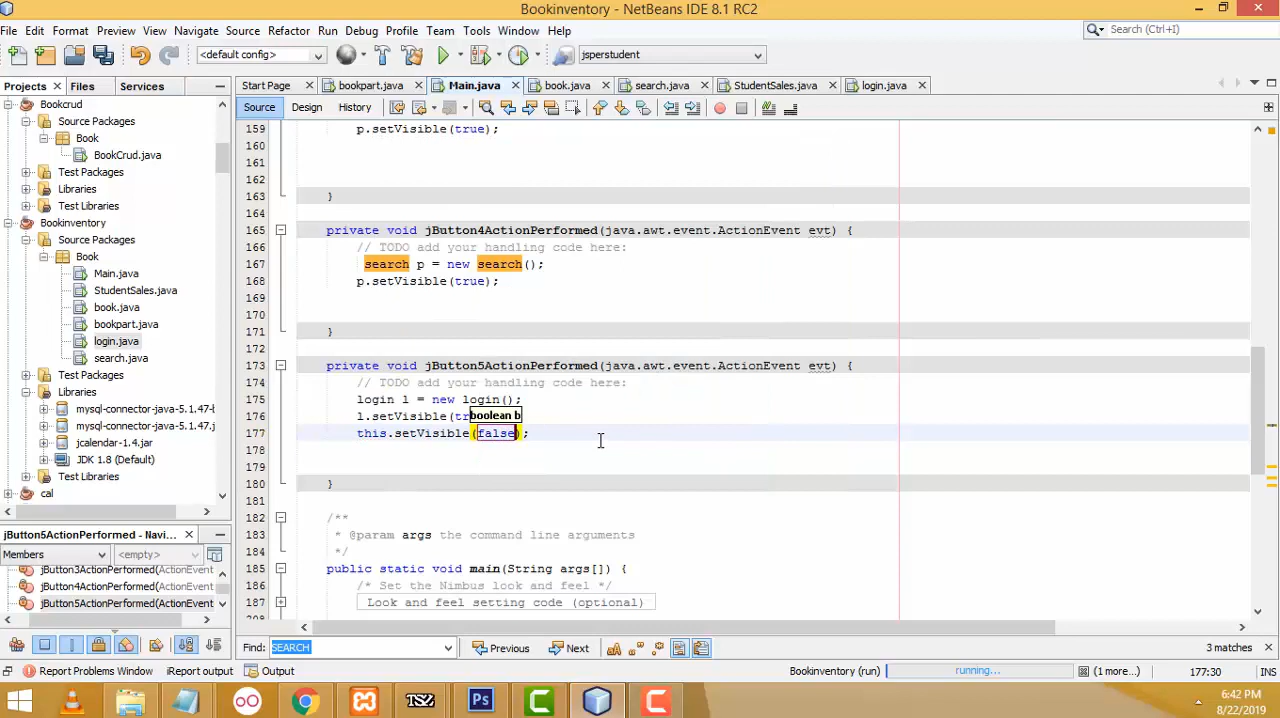 Bookinventory - NetBeans IDE 8.1 RC2
File Edit View Navigate Source Refactor Run Debug Profile Team Tools Window Help
Format Preview
Search (Ctrl+I)
<default config>
jsperstudent
Projects Files Services
Start Page bookpart.java Main.java book.java search.java StudentSales.java login.java
Source Design History
Bookcrud
Source Packages
Book
BookCrud.java
Test Packages
Libraries
Test Libraries
Bookinventory
Source Packages
Book
Main.java
StudentSales.java
book.java
bookpart.java
login.java
search.java
Test Packages
Libraries
mysql-connector-java-5.1.47-b
mysql-connector-java-5.1.47.j
jcalendar-1.4.jar
JDK 1.8 (Default)
Test Libraries
cal
159 p.setVisible(true);
160
161
162
163 }
164
165 private void jButton4ActionPerformed(java.awt.event.ActionEvent evt) {
166 // TODO add your handling code here:
167 search p = new search();
168 p.setVisible(true);
169
170
171 }
172
173 private void jButton5ActionPerformed(java.awt.event.ActionEvent evt) {
174 // TODO add your handling code here:
175 login l = new login();
176 l.setVisible(tr boolean b
177 this.setVisible(false);
178
179
180 }
181
182 /**
183 * @param args the command line arguments
184 */
185 public static void main(String args[]) {
186 /* Set the Nimbus look and feel */
187 Look and feel setting code (optional)
jButton5ActionPerformed - Navi...
Members <empty>
jButton3ActionPerformed(ActionEvent
jButton4ActionPerformed(ActionEvent
jButton5ActionPerformed(ActionEvent
Find: SEARCH Previous Next 3 matches
Report Problems Window iReport output Output Bookinventory (run) running... (1 more...) 177:30 INS
6:42 PM
8/22/2019